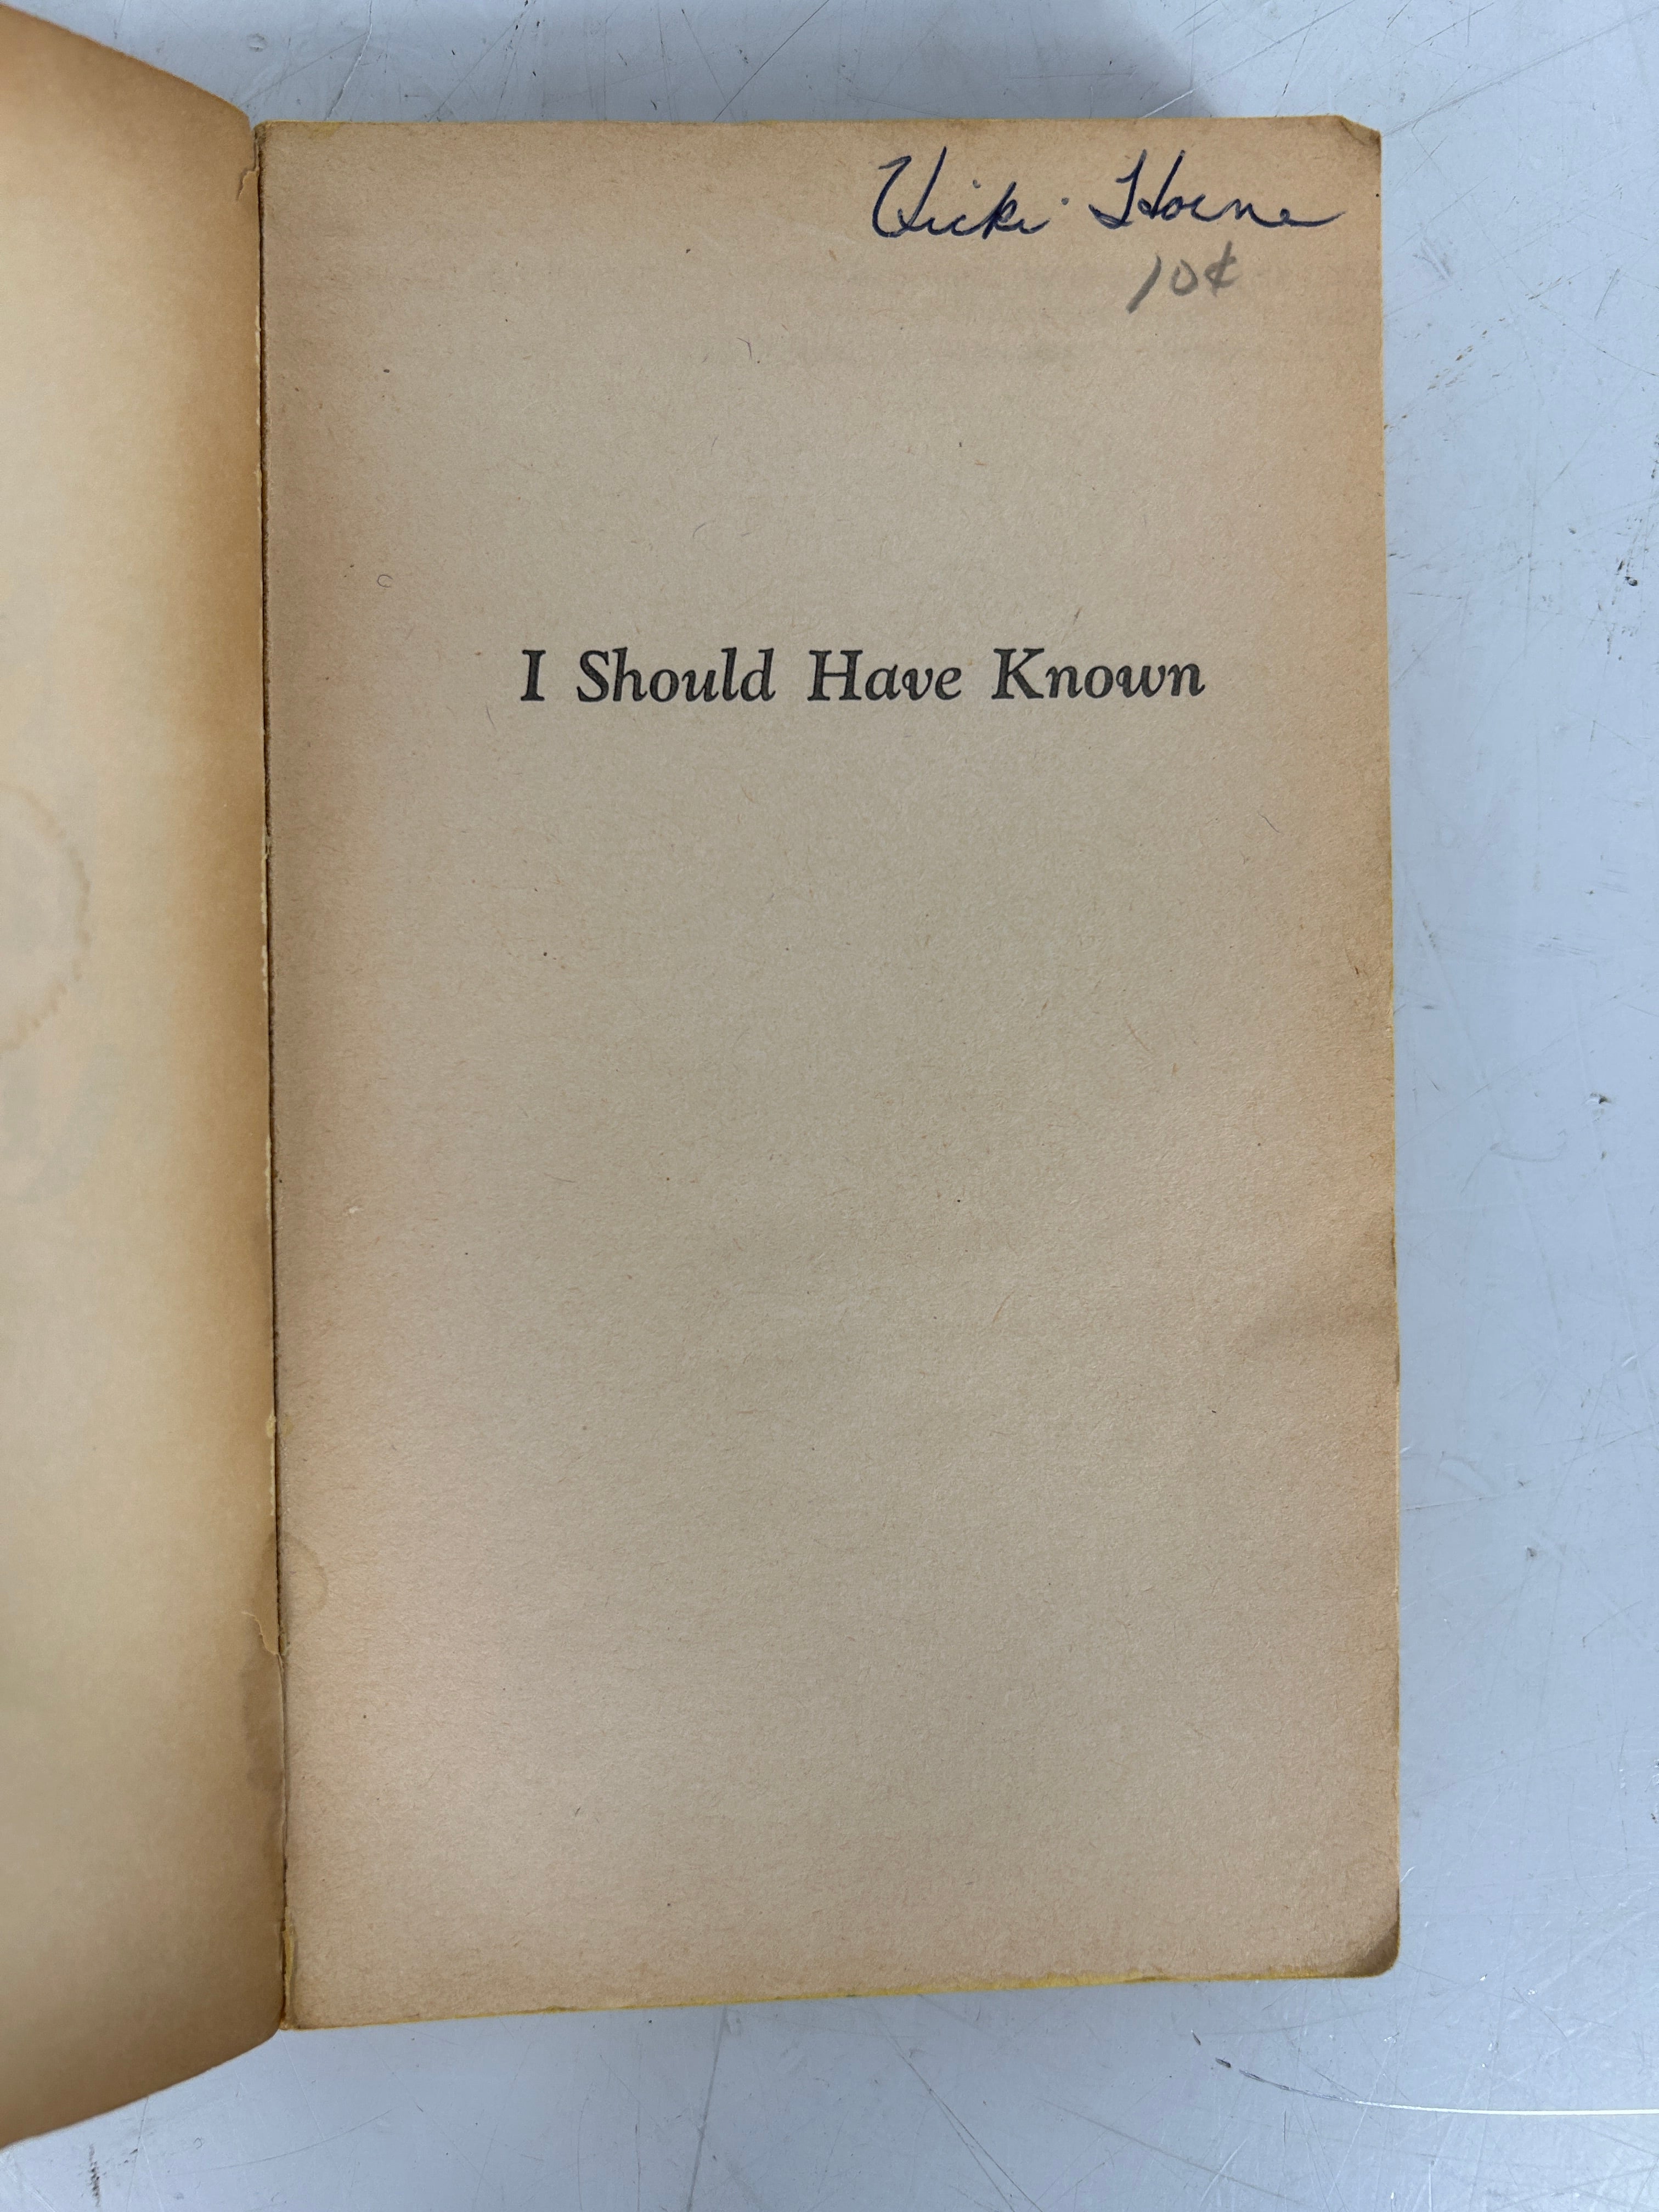 Vicki Horne
10¢
I Should Have Known